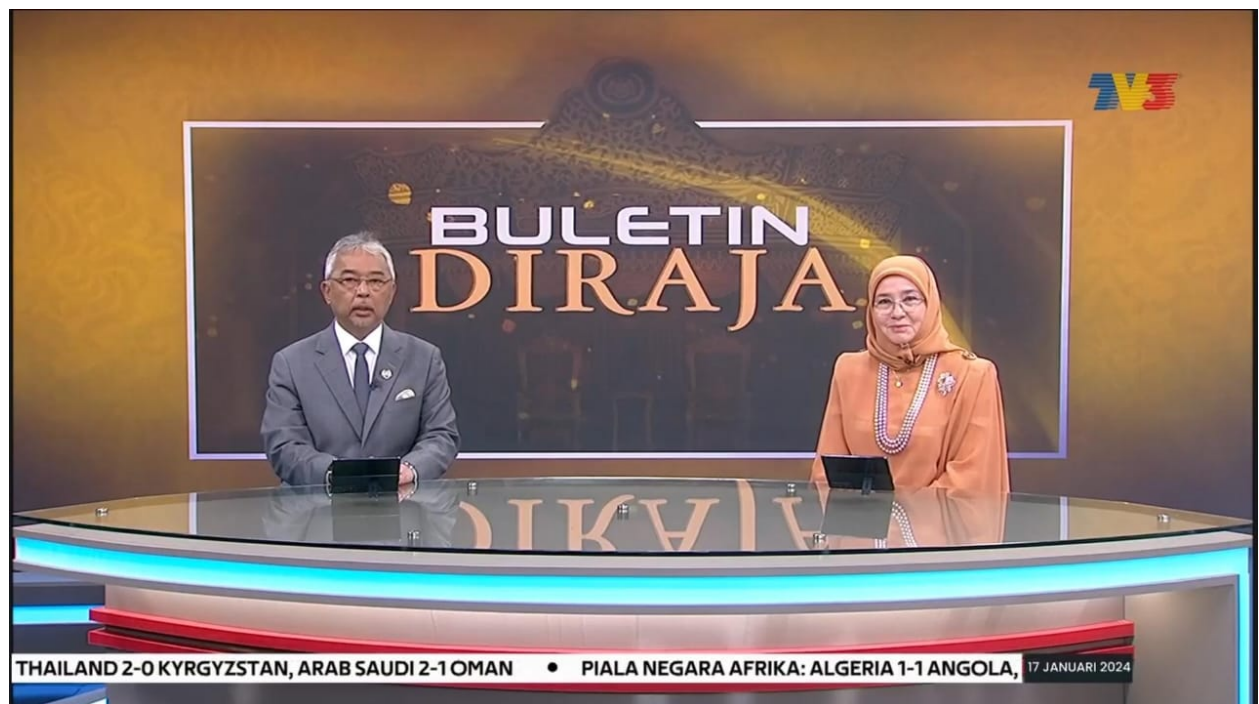 TV3
BULETIN
DIRAJA
THAILAND 2-0 KYRGYZSTAN, ARAB SAUDI 2-1 OMAN • PIALA NEGARA AFRIKA: ALGERIA 1-1 ANGOLA, 17 JANUARI 2024